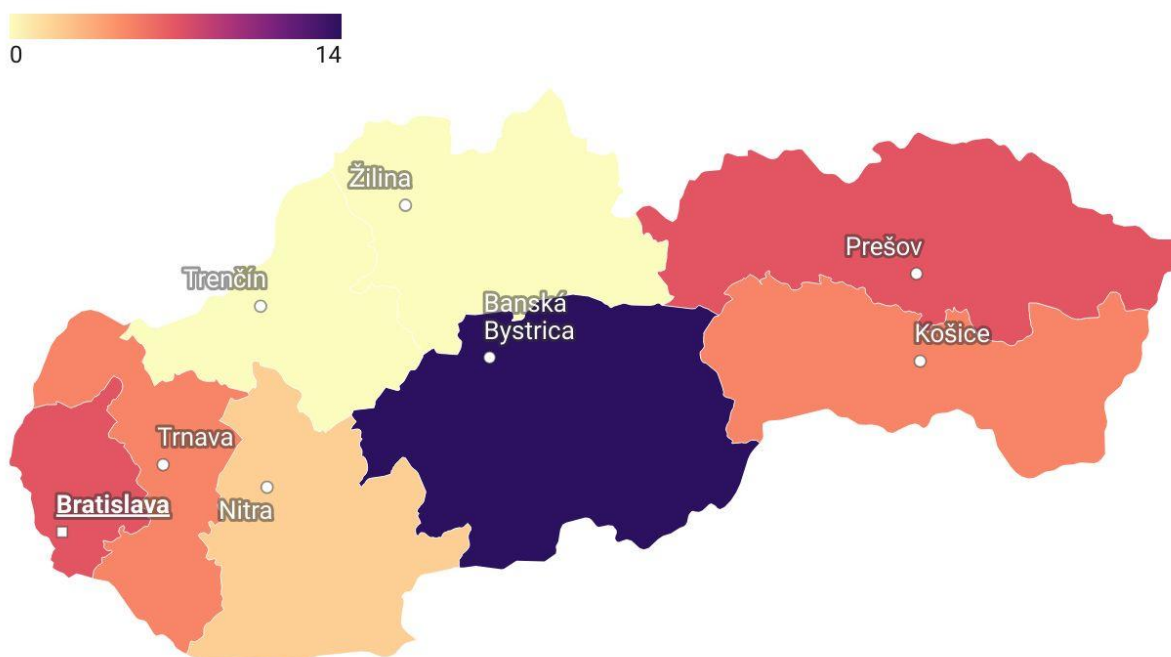 0 14
Žilina
Prešov
Trenčín
Banská
Bystrica
Košice
Trnava
Bratislava
Nitra